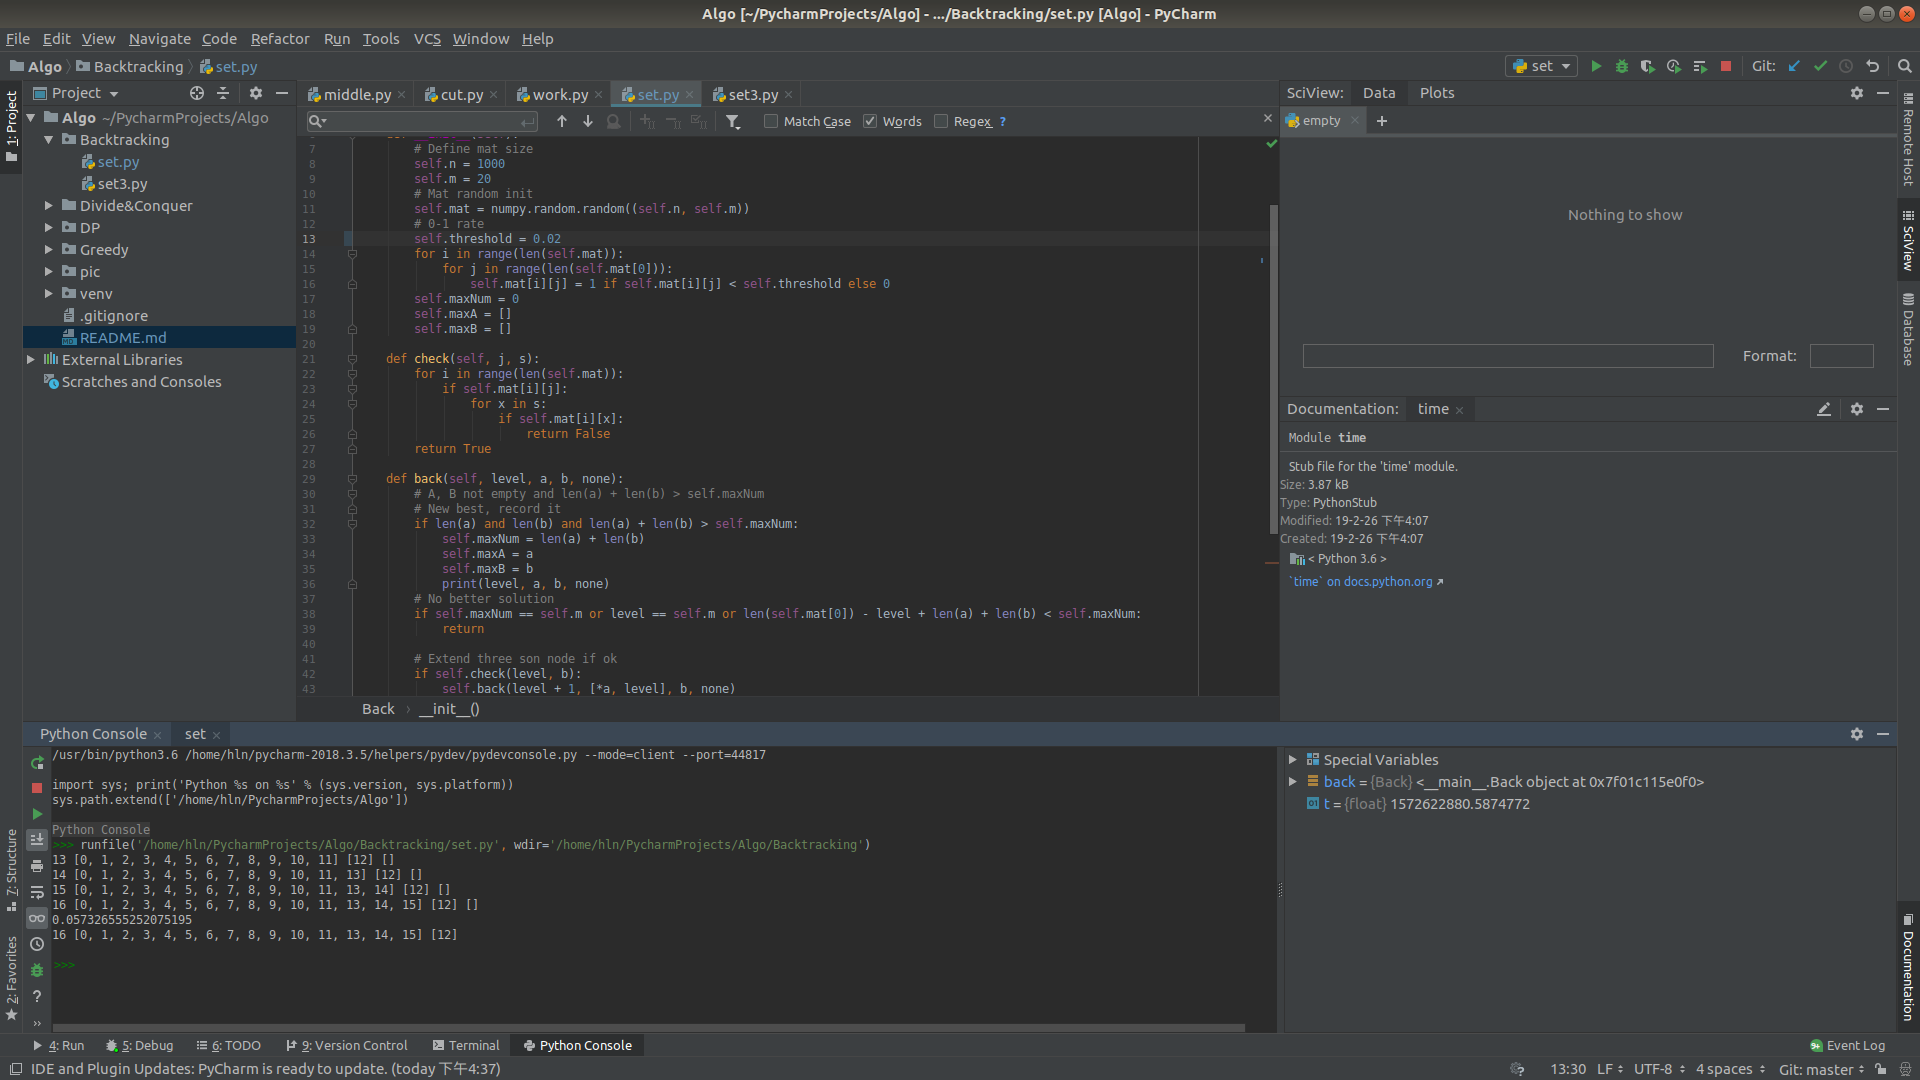 Algo [~/PycharmProjects/Algo] - .../Backtracking/set.py [Algo] - PyCharm
File Edit View Navigate Code Refactor Run Tools VCS Window Help
Algo Backtracking set.py
set Git:
1: Project
Project
Algo ~/PycharmProjects/Algo
Backtracking
set.py
set3.py
Divide&Conquer
DP
Greedy
pic
venv
.gitignore
README.md
External Libraries
Scratches and Consoles
middle.py cut.py work.py set.py set3.py
Match Case Words Regex ?
7 # Define mat size
8 self.n = 1000
9 self.m = 20
10 # Mat random init
11 self.mat = numpy.random.random((self.n, self.m))
12 # 0-1 rate
13 self.threshold = 0.02
14 for i in range(len(self.mat)):
15 for j in range(len(self.mat[0])):
16 self.mat[i][j] = 1 if self.mat[i][j] < self.threshold else 0
17 self.maxNum = 0
18 self.maxA = []
19 self.maxB = []
20
21 def check(self, j, s):
22 for i in range(len(self.mat)):
23 if self.mat[i][j]:
24 for x in s:
25 if self.mat[i][x]:
26 return False
27 return True
28
29 def back(self, level, a, b, none):
30 # A, B not empty and len(a) + len(b) > self.maxNum
31 # New best, record it
32 if len(a) and len(b) and len(a) + len(b) > self.maxNum:
33 self.maxNum = len(a) + len(b)
34 self.maxA = a
35 self.maxB = b
36 print(level, a, b, none)
37 # No better solution
38 if self.maxNum == self.m or level == self.m or len(self.mat[0]) - level + len(a) + len(b) < self.maxNum:
39 return
40
41 # Extend three son node if ok
42 if self.check(level, b):
43 self.back(level + 1, [*a, level], b, none)
Back › __init__()
SciView: Data Plots
empty
Nothing to show
Format:
Documentation: time
Module time
Stub file for the 'time' module.
Size: 3.87 kB
Type: PythonStub
Modified: 19-2-26 下午4:07
Created: 19-2-26 下午4:07
< Python 3.6 >
`time` on docs.python.org
Remote Host
SciView
Database
Documentation
Python Console set
/usr/bin/python3.6 /home/hln/pycharm-2018.3.5/helpers/pydev/pydevconsole.py --mode=client --port=44817
import sys; print('Python %s on %s' % (sys.version, sys.platform))
sys.path.extend(['/home/hln/PycharmProjects/Algo'])
Python Console
>>> runfile('/home/hln/PycharmProjects/Algo/Backtracking/set.py', wdir='/home/hln/PycharmProjects/Algo/Backtracking')
13 [0, 1, 2, 3, 4, 5, 6, 7, 8, 9, 10, 11] [12] []
14 [0, 1, 2, 3, 4, 5, 6, 7, 8, 9, 10, 11, 13] [12] []
15 [0, 1, 2, 3, 4, 5, 6, 7, 8, 9, 10, 11, 13, 14] [12] []
16 [0, 1, 2, 3, 4, 5, 6, 7, 8, 9, 10, 11, 13, 14, 15] [12] []
0.057326555252075195
16 [0, 1, 2, 3, 4, 5, 6, 7, 8, 9, 10, 11, 13, 14, 15] [12]
>>>
Special Variables
back = {Back} <__main__.Back object at 0x7f01c115e0f0>
t = {float} 1572622880.5874772
7: Structure
2: Favorites
4: Run 5: Debug 6: TODO 9: Version Control Terminal Python Console
9+ Event Log
IDE and Plugin Updates: PyCharm is ready to update. (today 下午4:37)
13:30 LF UTF-8 4 spaces Git: master